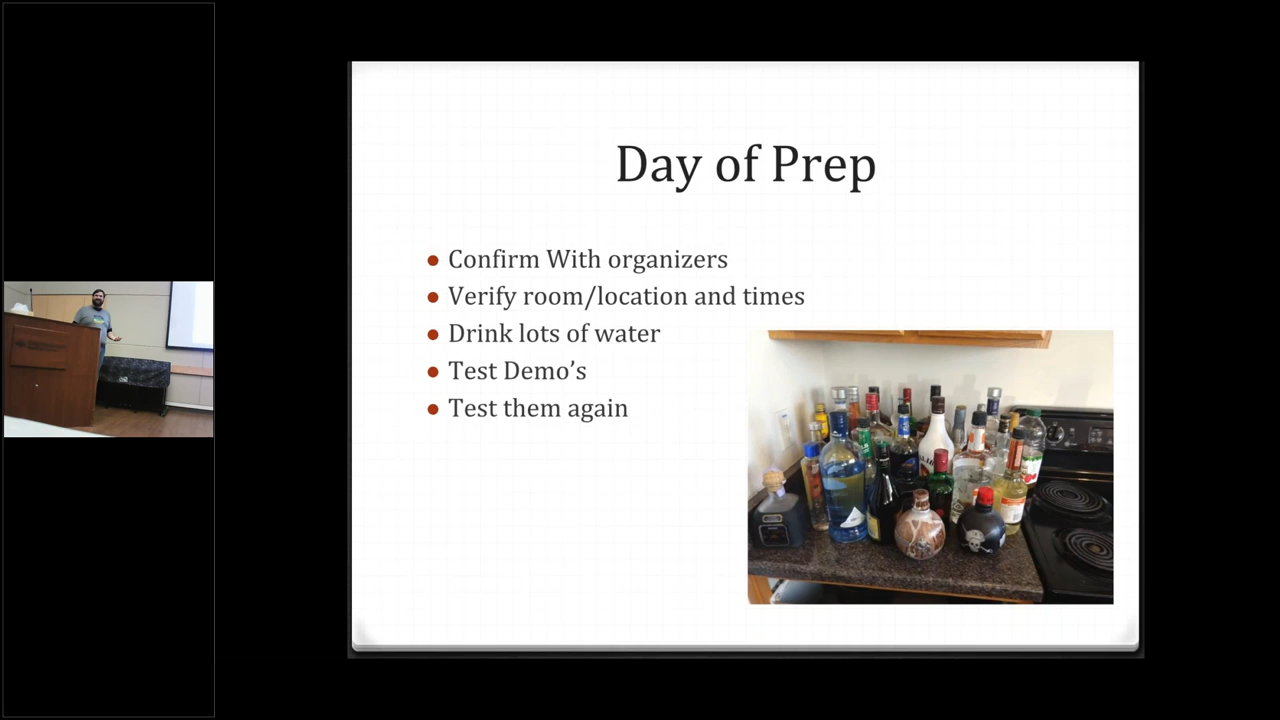 Day of Prep
Confirm With organizers
Verify room/location and times
Drink lots of water
Test Demo’s
Test them again